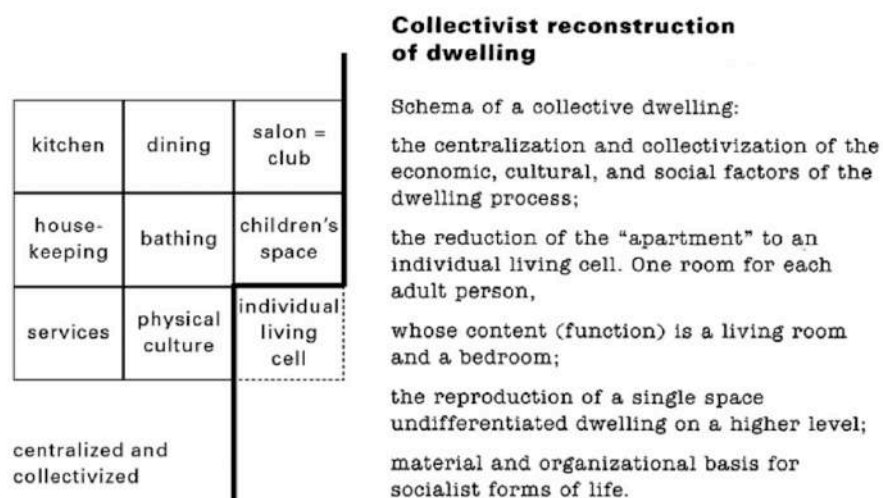 Collectivist reconstruction
of dwelling
Schema of a collective dwelling:
the centralization and collectivization of the
economic, cultural, and social factors of the
dwelling process;
the reduction of the “apartment” to an
individual living cell. One room for each
adult person,
whose content (function) is a living room
and a bedroom;
the reproduction of a single space
undifferentiated dwelling on a higher level;
material and organizational basis for
socialist forms of life.
kitchen
dining
salon =
club
house-
keeping
bathing
children's
space
services
physical
culture
individual
living
cell
centralized and
collectivized